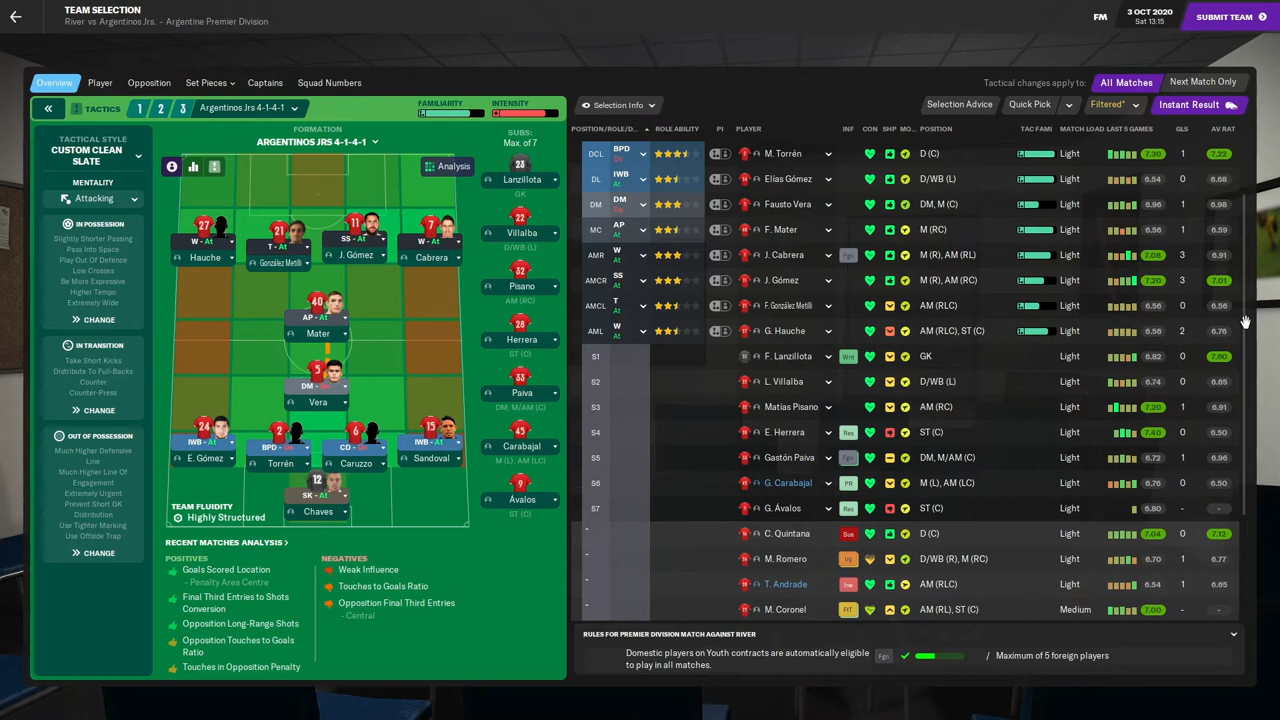 TEAM SELECTION
River vs Argentinos Jrs. - Argentine Premier Division
FM
3 OCT 2020
Sat 13:15
SUBMIT TEAM
Overview Player Opposition Set Pieces Captains Squad Numbers
Tactical changes apply to: All Matches Next Match Only
TACTICS 1 2 3 Argentinos Jrs 4-1-4-1
FAMILIARITY
INTENSITY
Selection Info
Selection Advice Quick Pick Filtered* Instant Result
TACTICAL STYLE
CUSTOM CLEAN
SLATE
MENTALITY
Attacking
IN POSSESSION
Slightly Shorter Passing
Pass Into Space
Play Out Of Defence
Low Crosses
Be More Expressive
Higher Tempo
Extremely Wide
CHANGE
IN TRANSITION
Take Short Kicks
Distribute To Full-Backs
Counter
Counter-Press
CHANGE
OUT OF POSSESSION
Much Higher Defensive
Line
Much Higher Line Of
Engagement
Extremely Urgent
Prevent Short GK
Distribution
Use Tighter Marking
Use Offside Trap
CHANGE
FORMATION
ARGENTINOS JRS 4-1-4-1
Analysis
27 21 11 7
W - At T - At SS - At W - At
Hauche González Metilli J. Gómez Cabrera
40
AP - At
Mater
5
DM - De
Vera
24 2 6 15
IWB - At BPD - De CD - De IWB - At
E. Gómez Torrén Caruzzo Sandoval
12
SK - At
Chaves
TEAM FLUIDITY
Highly Structured
SUBS:
Max. of 7
23
Lanzillota
GK
22
Villalba
D/WB (L)
32
Pisano
AM (RC)
28
Herrera
ST (C)
33
Paiva
DM, M/AM (C)
45
Carabajal
M (L), AM (LC)
9
Ávalos
ST (C)
RECENT MATCHES ANALYSIS
POSITIVES
Goals Scored Location
- Penalty Area Centre
Final Third Entries to Shots
Conversion
Opposition Long-Range Shots
Opposition Touches to Goals
Ratio
Touches in Opposition Penalty
NEGATIVES
Weak Influence
Touches to Goals Ratio
Opposition Final Third Entries
- Central
POSITION/ROLE/D... ROLE ABILITY PI PLAYER INF CON SHP MO... POSITION TAC FAMI MATCH LOAD LAST 5 GAMES GLS AV RAT
DCL BPD De M. Torrén D (C) Light 7.30 1 7.22
DL IWB At Elías Gómez D/WB (L) Light 6.54 0 6.68
DM DM De Fausto Vera DM, M (C) Light 6.96 1 6.98
MC AP At F. Mater M (RC) Light 6.56 1 6.59
AMR W At J. Cabrera Fgn M (R), AM (RL) Light 7.08 3 6.91
AMCR SS At J. Gómez M (R), AM (RC) Light 7.20 3 7.01
AMCL T At F. González Metilli AM (RLC) Light 6.56 0 6.56
AML W At G. Hauche AM (RLC), ST (C) Light 6.56 2 6.76
S1 F. Lanzillota Wnt GK Light 6.82 0 7.60
S2 L. Villalba D/WB (L) Light 6.74 0 6.65
S3 Matías Pisano AM (RC) Light 7.20 1 6.91
S4 E. Herrera Res ST (C) Light 7.40 0 6.50
S5 Gastón Paiva Fgn DM, M/AM (C) Light 6.72 1 6.96
S6 G. Carabajal PR M (L), AM (LC) Light 6.76 0 6.65
S7 G. Ávalos Res ST (C) Light 6.80 - -
- C. Quintana Sus D (C) Light 7.04 0 7.12
- M. Romero Inj D/WB (R), M (RC) Light 6.70 1 6.77
- T. Andrade Ine AM (RLC) Light 6.54 1 6.65
- M. Coronel FtT AM (RL), ST (C) Medium 7.00 - -
RULES FOR PREMIER DIVISION MATCH AGAINST RIVER
Domestic players on Youth contracts are automatically eligible
to play in all matches.
Fgn / Maximum of 5 foreign players